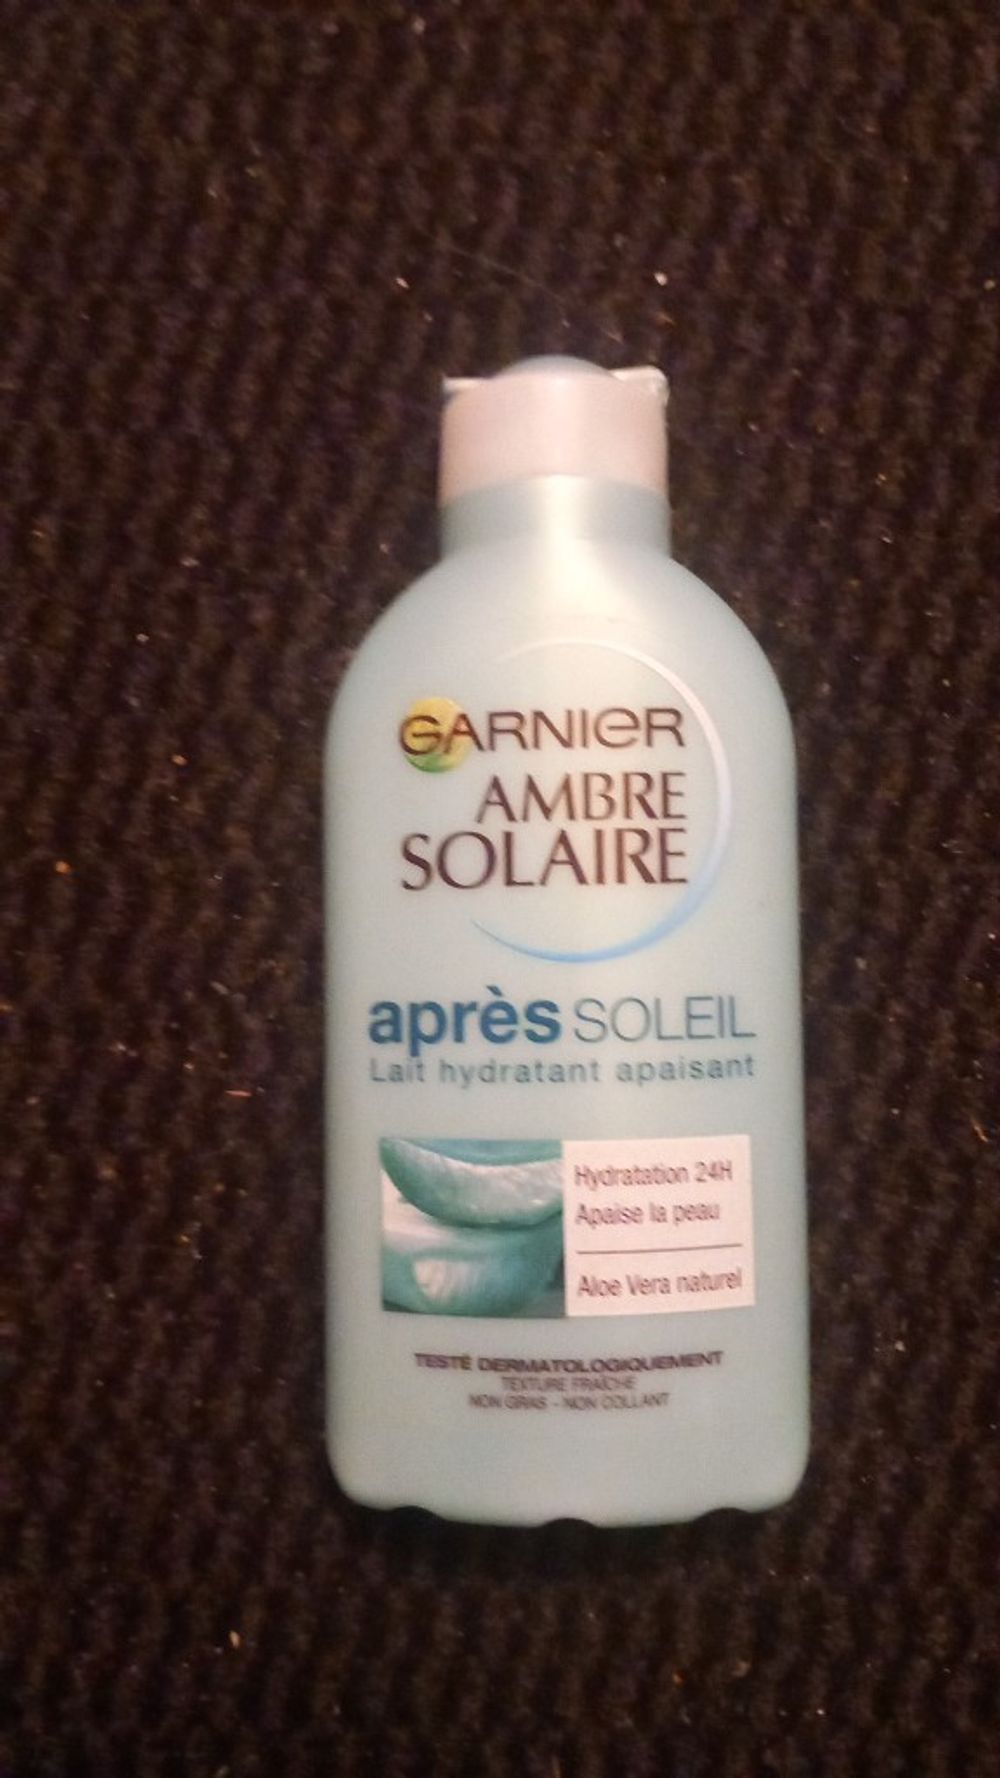 GARNIER
AMBRE
SOLAIRE
après SOLEIL
Lait hydratant apaisant
Hydratation 24H
Apaise la peau
Aloe Vera naturel
TESTÉ DERMATOLOGIQUEMENT
TEXTURE FRAÎCHE
NON GRAS - NON COLLANT